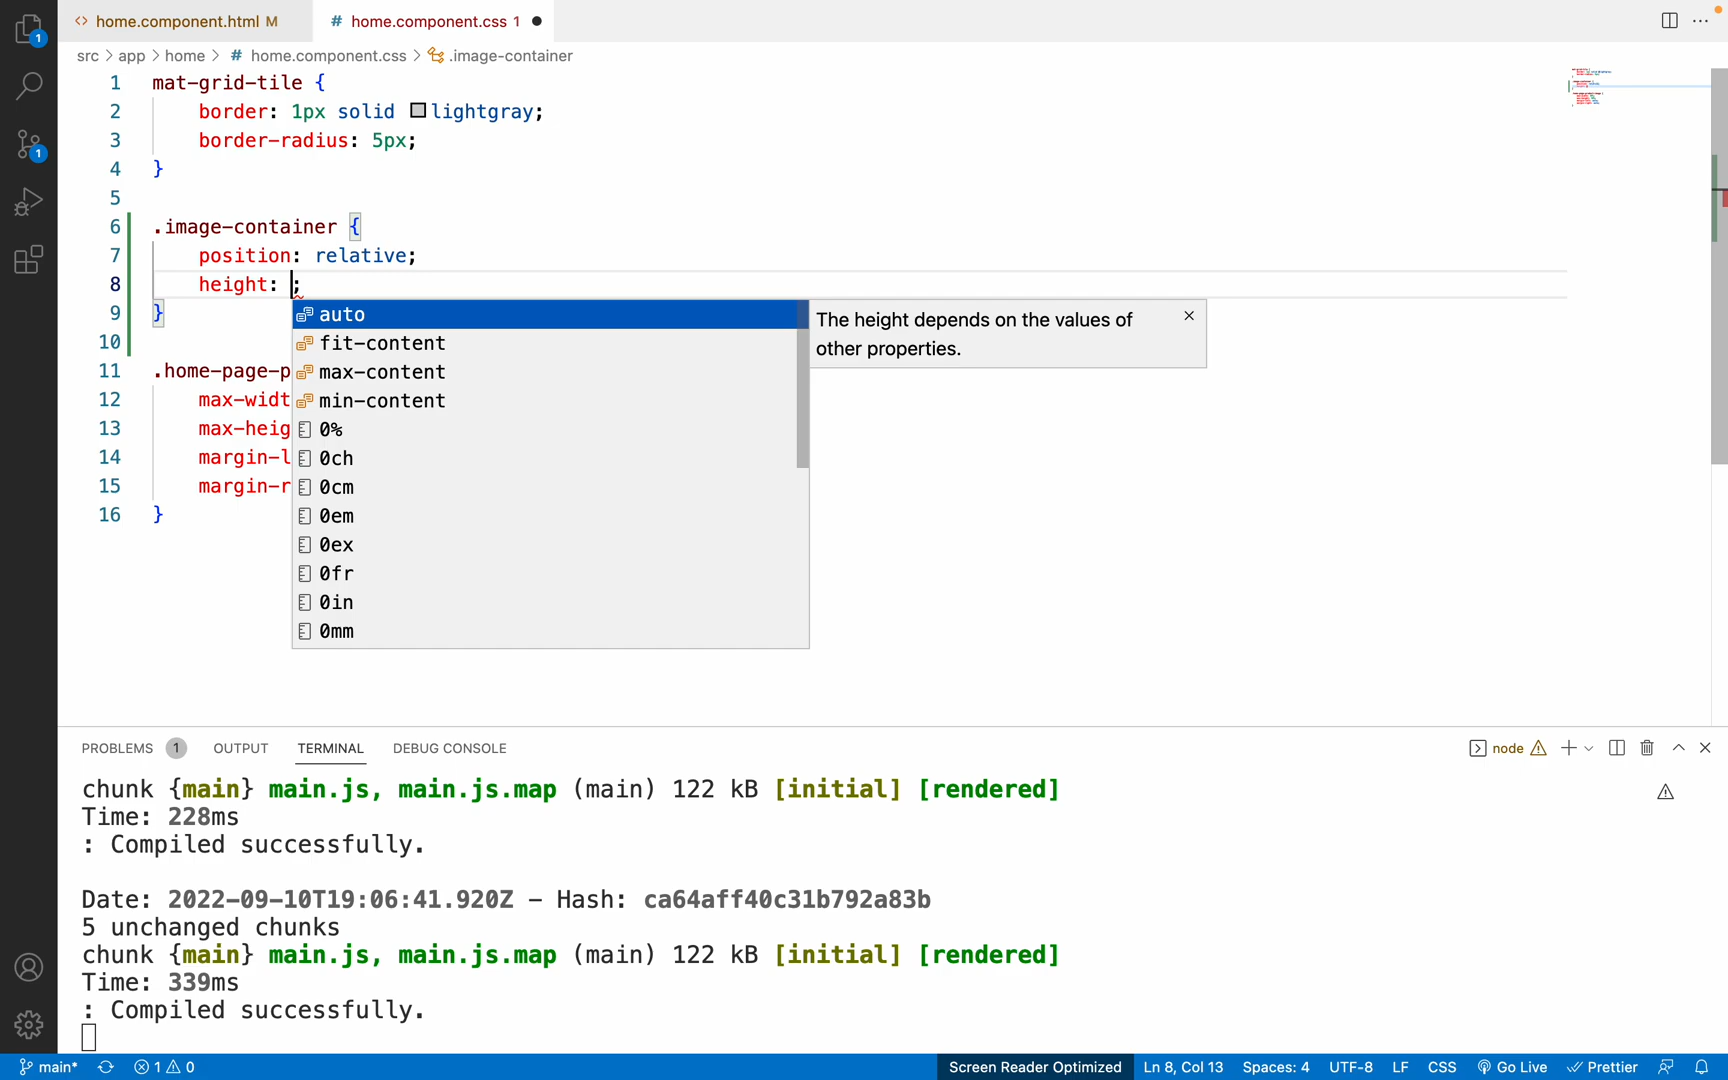 home.component.html M
home.component.css 1
src > app > home > # home.component.css > .image-container
1 mat-grid-tile {
2 border: 1px solid lightgray;
3 border-radius: 5px;
4 }
5
6 .image-container {
7 position: relative;
8 height: ;
9 }
10
11 .home-page-p
12 max-widt
13 max-heig
14 margin-l
15 margin-r
16 }
auto
fit-content
max-content
min-content
0%
0ch
0cm
0em
0ex
0fr
0in
0mm
The height depends on the values of
other properties.
PROBLEMS 1 OUTPUT TERMINAL DEBUG CONSOLE
node
chunk {main} main.js, main.js.map (main) 122 kB [initial] [rendered]
Time: 228ms
: Compiled successfully.
Date: 2022-09-10T19:06:41.920Z - Hash: ca64aff40c31b792a83b
5 unchanged chunks
chunk {main} main.js, main.js.map (main) 122 kB [initial] [rendered]
Time: 339ms
: Compiled successfully.
main* 1 0 Screen Reader Optimized Ln 8, Col 13 Spaces: 4 UTF-8 LF CSS Go Live Prettier
1
1